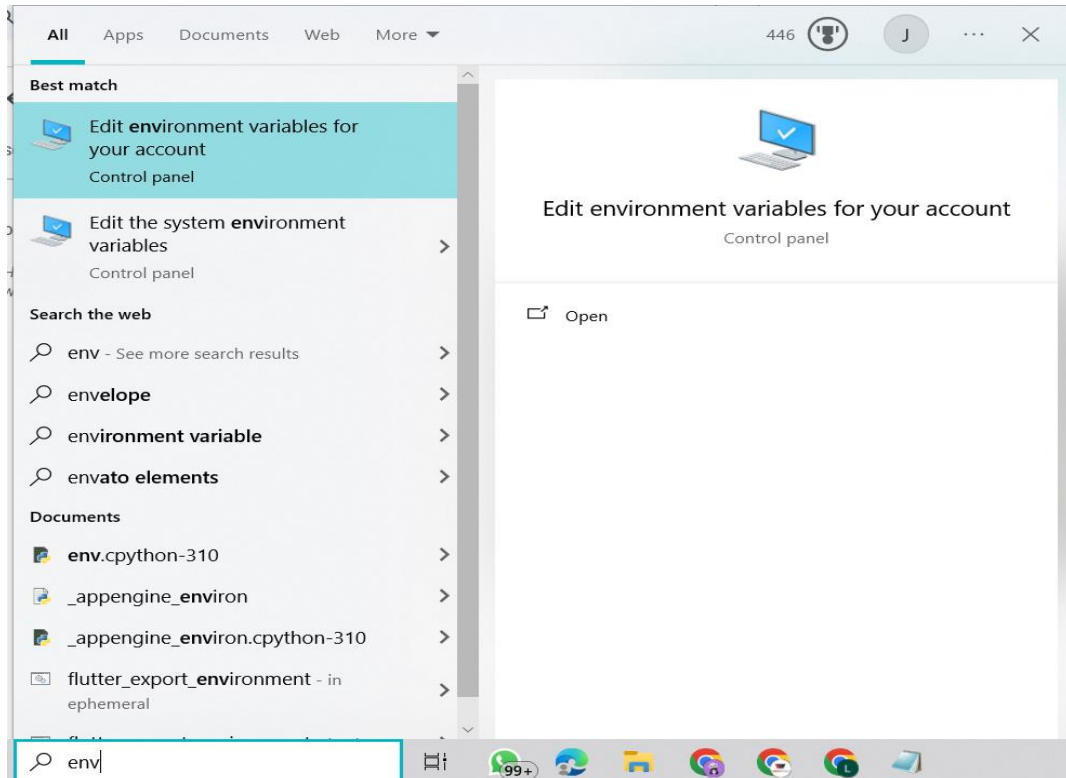 All Apps Documents Web More 446 J ...
Best match
Edit environment variables for
your account
Control panel
Edit the system environment
variables
Control panel
Search the web
env - See more search results
envelope
environment variable
envato elements
Documents
env.cpython-310
_appengine_environ
_appengine_environ.cpython-310
flutter_export_environment - in
ephemeral
Edit environment variables for your account
Control panel
Open
env
99+
L